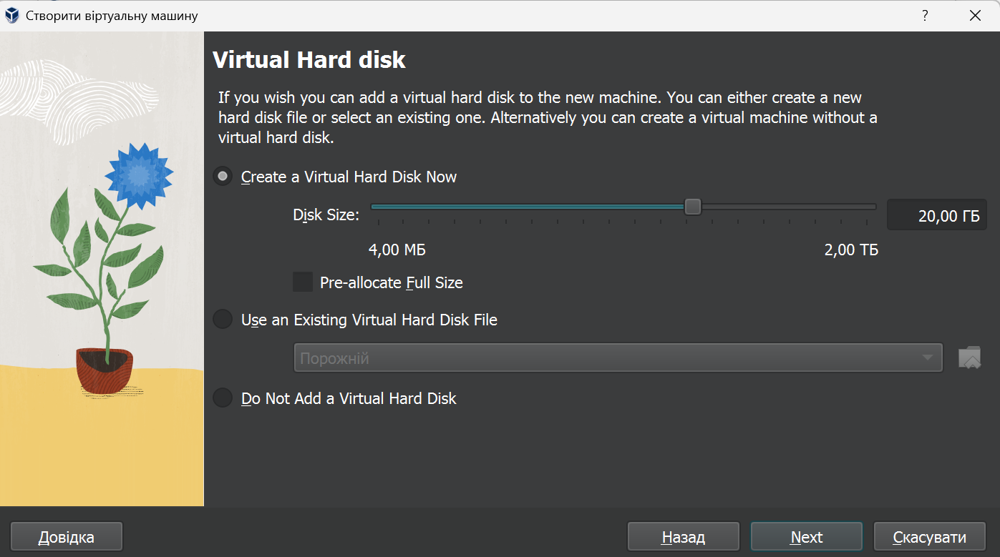 Створити віртуальну машину
?
Virtual Hard disk
If you wish you can add a virtual hard disk to the new machine. You can either create a new
hard disk file or select an existing one. Alternatively you can create a virtual machine without a
virtual hard disk.
Create a Virtual Hard Disk Now
Disk Size:
20,00 ГБ
4,00 МБ
2,00 ТБ
Pre-allocate Full Size
Use an Existing Virtual Hard Disk File
Порожній
Do Not Add a Virtual Hard Disk
Довідка
Назад
Next
Скасувати